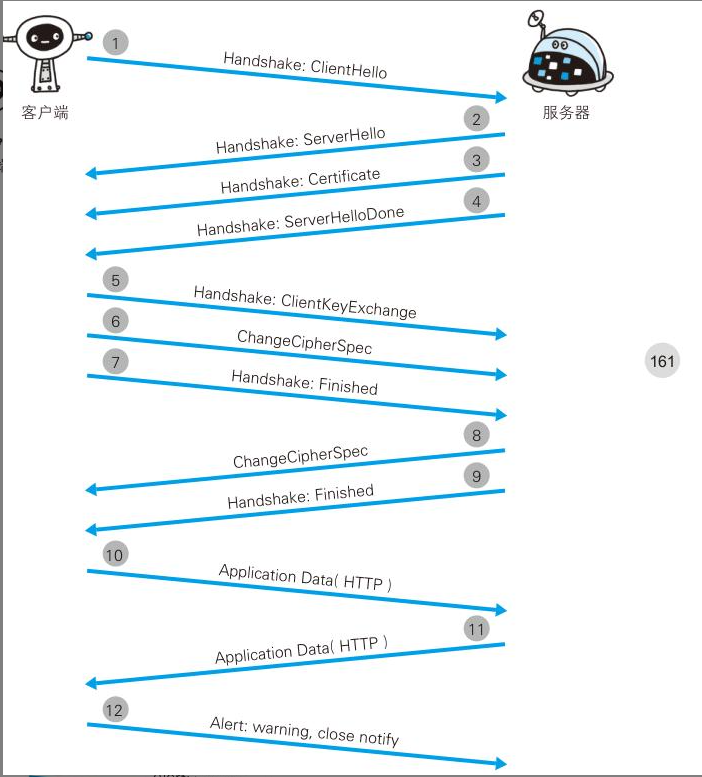 1
Handshake: ClientHello
客户端
服务器
2
Handshake: ServerHello
3
Handshake: Certificate
4
Handshake: ServerHelloDone
5
Handshake: ClientKeyExchange
6
ChangeCipherSpec
7
Handshake: Finished
161
8
ChangeCipherSpec
9
Handshake: Finished
10
Application Data( HTTP )
11
Application Data( HTTP )
12
Alert: warning, close notify